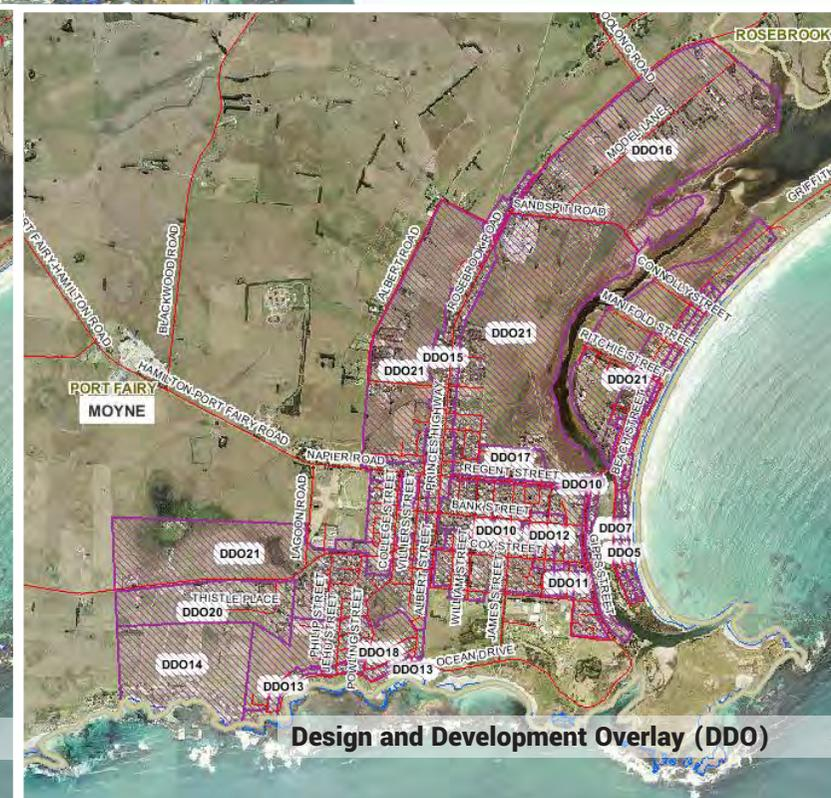 ROSEBROOK
OOLONG ROAD
MODEL LANE
DDO16
GRIFFITH
SANDSPIT ROAD
ALBERT ROAD
ROSEBROOK ROAD
RT FAIRY-HAMILTON ROAD
BLACKWOOD ROAD
CONNOLLY STREET
MANIFOLD STREET
RITCHIE STREET
DDO21
DDO15
DDO21
DDO21
HAMILTON-PORT FAIRY ROAD
PORT FAIRY
MOYNE
PRINCES HIGHWAY
BEACH STREET
NAPIER ROAD
DDO17
REGENT STREET
DDO10
LAGOON ROAD
COLLEGE STREET
VILLIERS STREET
BANK STREET
DDO10
DDO12
COX STREET
DDO7
DDO5
GIPPS STREET
DDO21
ALBERT STREET
WILLIAM STREET
JAMES STREET
DDO11
THISTLE PLACE
DDO20
PHILIP STREET
JEHU STREET
POWLING STREET
DDO18
DDO14
DDO13
OCEAN DRIVE
DDO13
Design and Development Overlay (DDO)